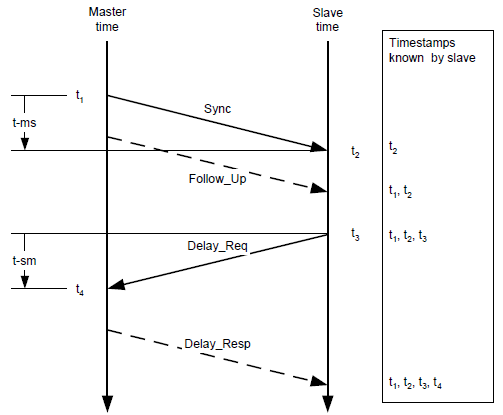 Master
time
Slave
time
Timestamps
known by slave
t1
Sync
t-ms
t2
t2
Follow_Up
t1, t2
t3
t1, t2, t3
Delay_Req
t-sm
t4
Delay_Resp
t1, t2, t3, t4